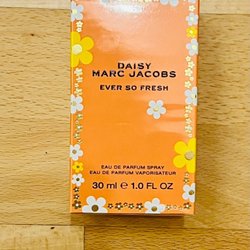 DAISY
MARC JACOBS
EVER SO FRESH
EAU DE PARFUM SPRAY
EAU DE PARFUM VAPORISATEUR
30 ml ℮ 1.0 FL OZ